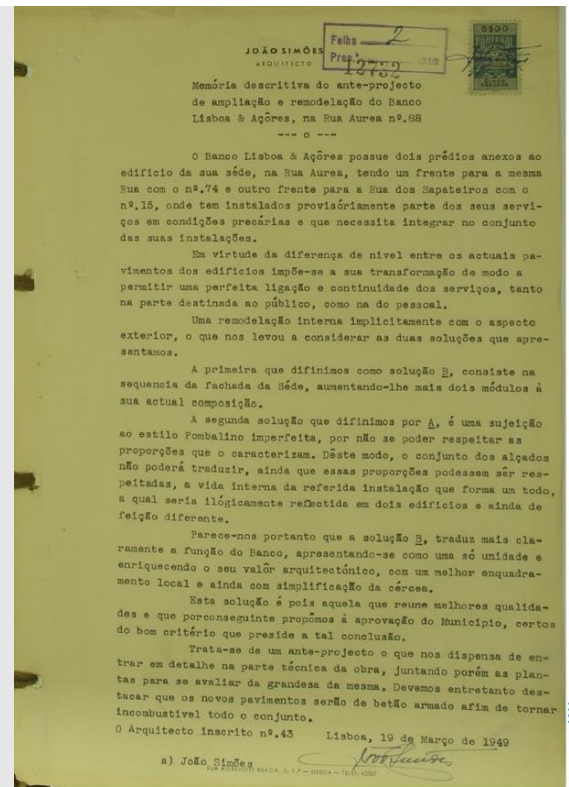 Folha 2
JOÃO SIMÕES
ARQUITECTO
12732
5$00
PORTUGAL
Memória descritiva do ante-projecto
de ampliação e remodelação do Banco
Lisboa & Açôres, na Rua Aurea nº.88
--- o ---
O Banco Lisboa & Açôres possue dois prédios anexos ao
edificio da sua séde, na Rua Aurea, tendo um frente para a mesma
Rua com o nº.74 e outro frente para a Rua dos Sapateiros com o
nº.15, onde tem instalados provisóriamente parte dos seus servi-
ços em condições precárias e que necessita integrar no conjunto
das suas instalações.
Em virtude da diferença de nivel entre os actuais pa-
vimentos dos edificios impõe-se a sua transformação de modo a
permitir uma perfeita ligação e continuidade dos serviços, tanto
na parte destinada ao público, como na do pessoal.
Uma remodelação interna implicitamente com o aspecto
exterior, o que nos levou a considerar as duas soluções que apre-
sentamos.
A primeira que difinimos como solução B, consiste na
sequencia da fachada da Séde, aumentando-lhe mais dois módulos à
sua actual composição.
A segunda solução que difinimos por A, é uma sujeição
ao estilo Pombalino imperfeita, por não se poder respeitar as
proporções que o caracterizam. Dêste modo, o conjunto dos alçados
não poderá traduzir, ainda que essas proporções podessem sêr res-
peitadas, a vida interna da referida instalação que forma um todo,
a qual seria ilógicamente reflectida em dois edificios e ainda de
feição diferente.
Parece-nos portanto que a solução B, traduz mais cla-
ramente a função do Banco, apresentando-se como uma só unidade e
enriquecendo o seu valôr arquitectónico, com um melhor enquadra-
mento local e ainda com simplificação da cércea.
Esta solução é pois aquela que reune melhores qualida-
des e que porconseguinte propômos à aprovação do Municipio, certos
do bom critério que preside a tal conclusão.
Trata-se de um ante-projecto o que nos dispensa de en-
trar em detalhe na parte técnica da obra, juntando porém as plan-
tas para se avaliar da grandesa da mesma. Devemos entretanto des-
tacar que os novos pavimentos serão de betão armado afim de tornar
incombustivel todo o conjunto.
O Arquitecto inscrito nº.43 Lisboa, 19 de Março de 1949
a) João Simões